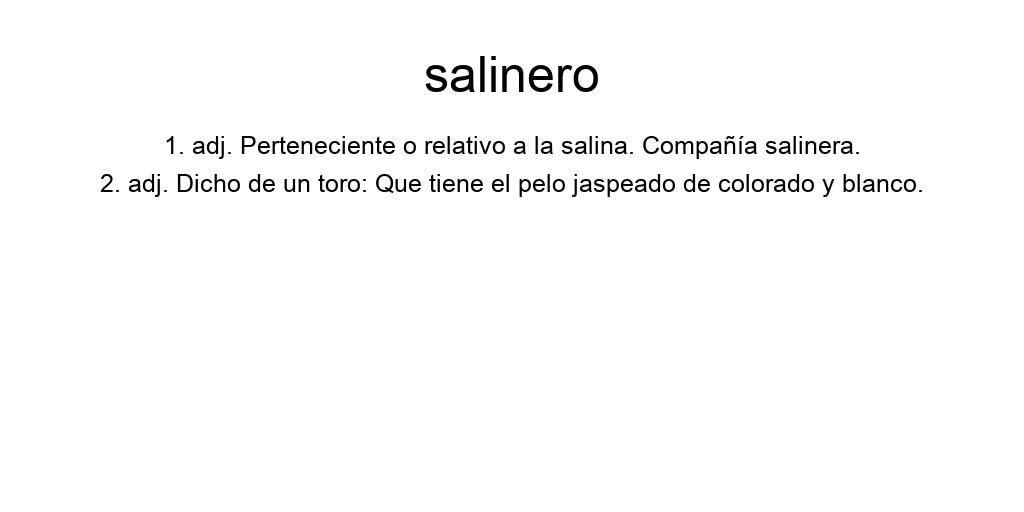 salinero
1. adj. Perteneciente o relativo a la salina. Compañía salinera.
2. adj. Dicho de un toro: Que tiene el pelo jaspeado de colorado y blanco.